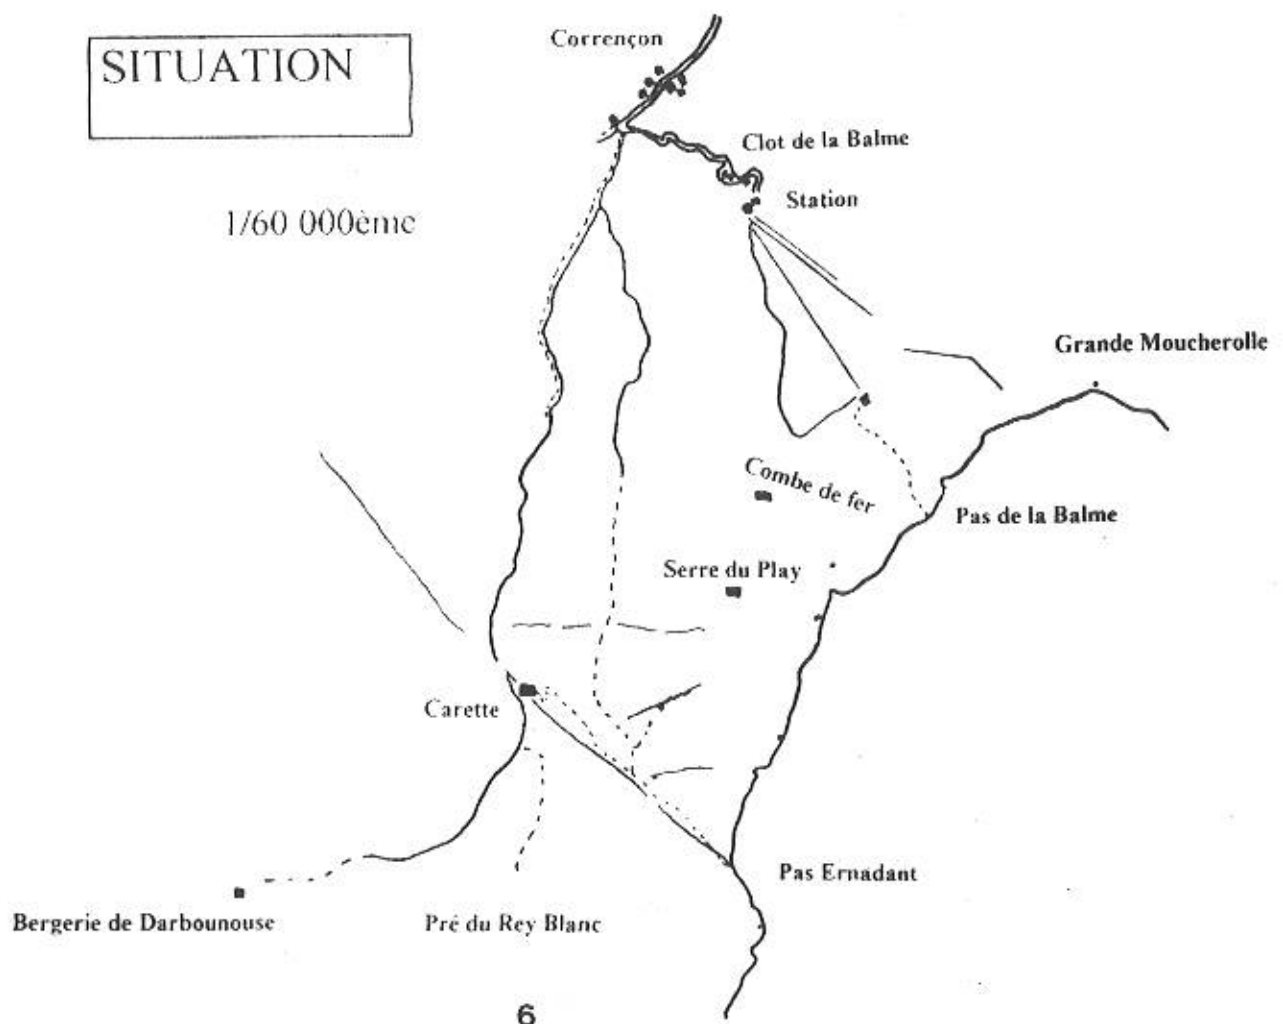 SITUATION
1/60 000ème
Corrençon
Clot de la Balme
Station
Grande Moucherolle
Combe de fer
Pas de la Balme
Serre du Play
Carette
Pas Ernadant
Bergerie de Darbounouse
Pré du Rey Blanc
6